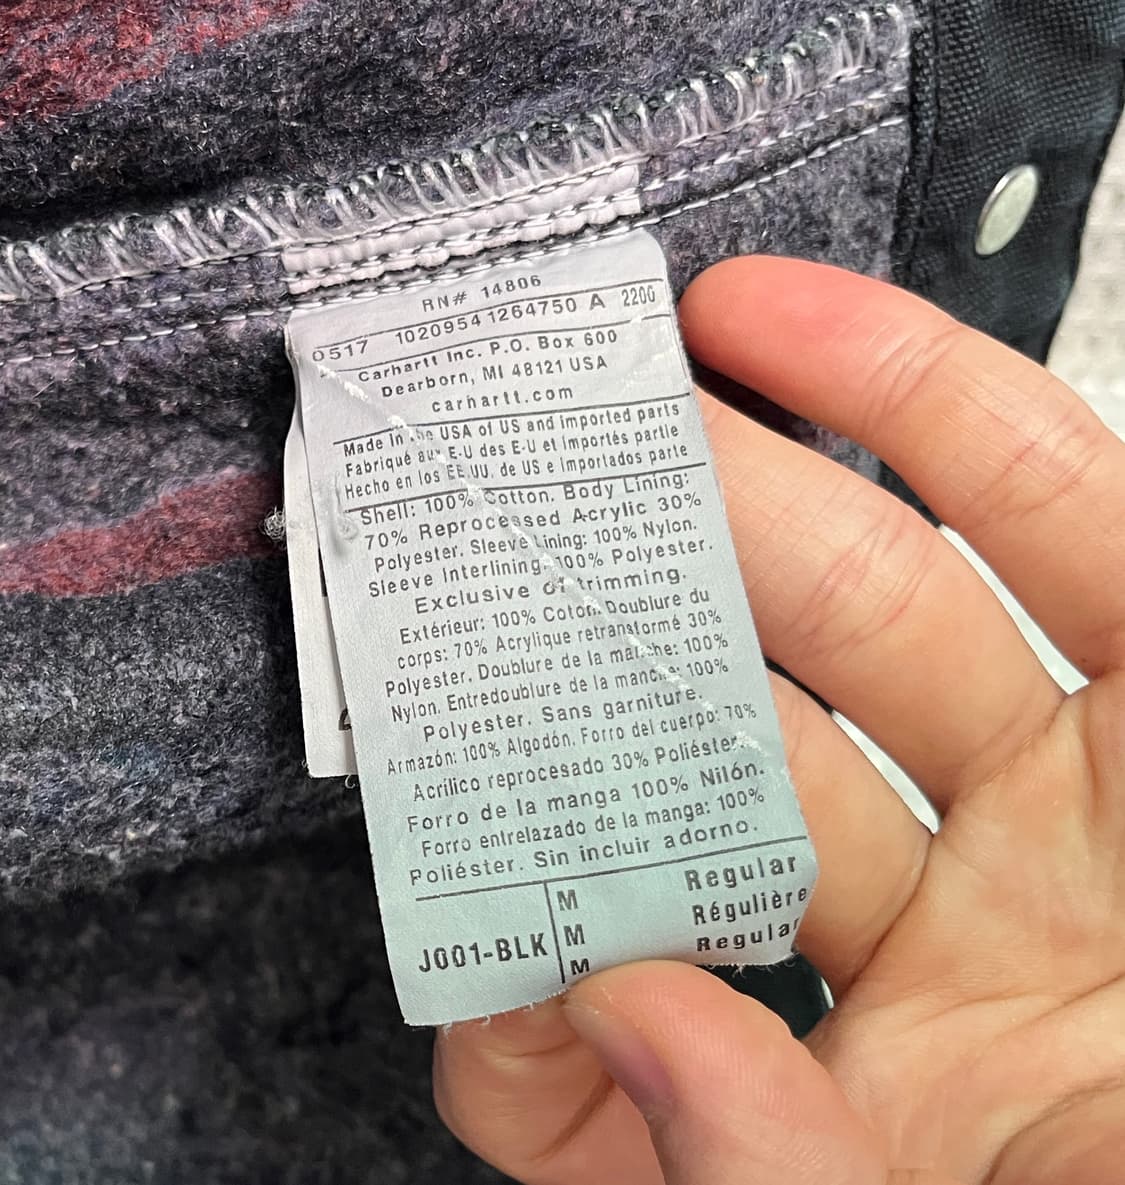 RN# 14806
0517 1020954 1264750 A 220G
Carhartt Inc. P.O. Box 600
Dearborn, MI 48121 USA
carhartt.com
Made in the USA of US and imported parts
Fabriqué aux E-U des E-U et importés partie
Hecho en los EE UU. de US e Importados parte
Shell: 100% Cotton. Body Lining:
70% Reprocessed Acrylic 30%
Polyester. Sleeve Lining: 100% Nylon.
Sleeve Interlining: 100% Polyester.
Exclusive of trimming.
Extérieur: 100% Coton. Doublure du
corps: 70% Acrylique retransformé 30%
Polyester. Doublure de la manche: 100%
Nylon. Entredoublure de la manche: 100%
Polyester. Sans garniture.
Armazón: 100% Algodón. Forro del cuerpo: 70%
Acrílico reprocesado 30% Poliéster.
Forro de la manga 100% Nilón.
Forro entrelazado de la manga: 100%
Poliéster. Sin incluir adorno.
J001-BLK
M Regular
M Régulière
M Regular